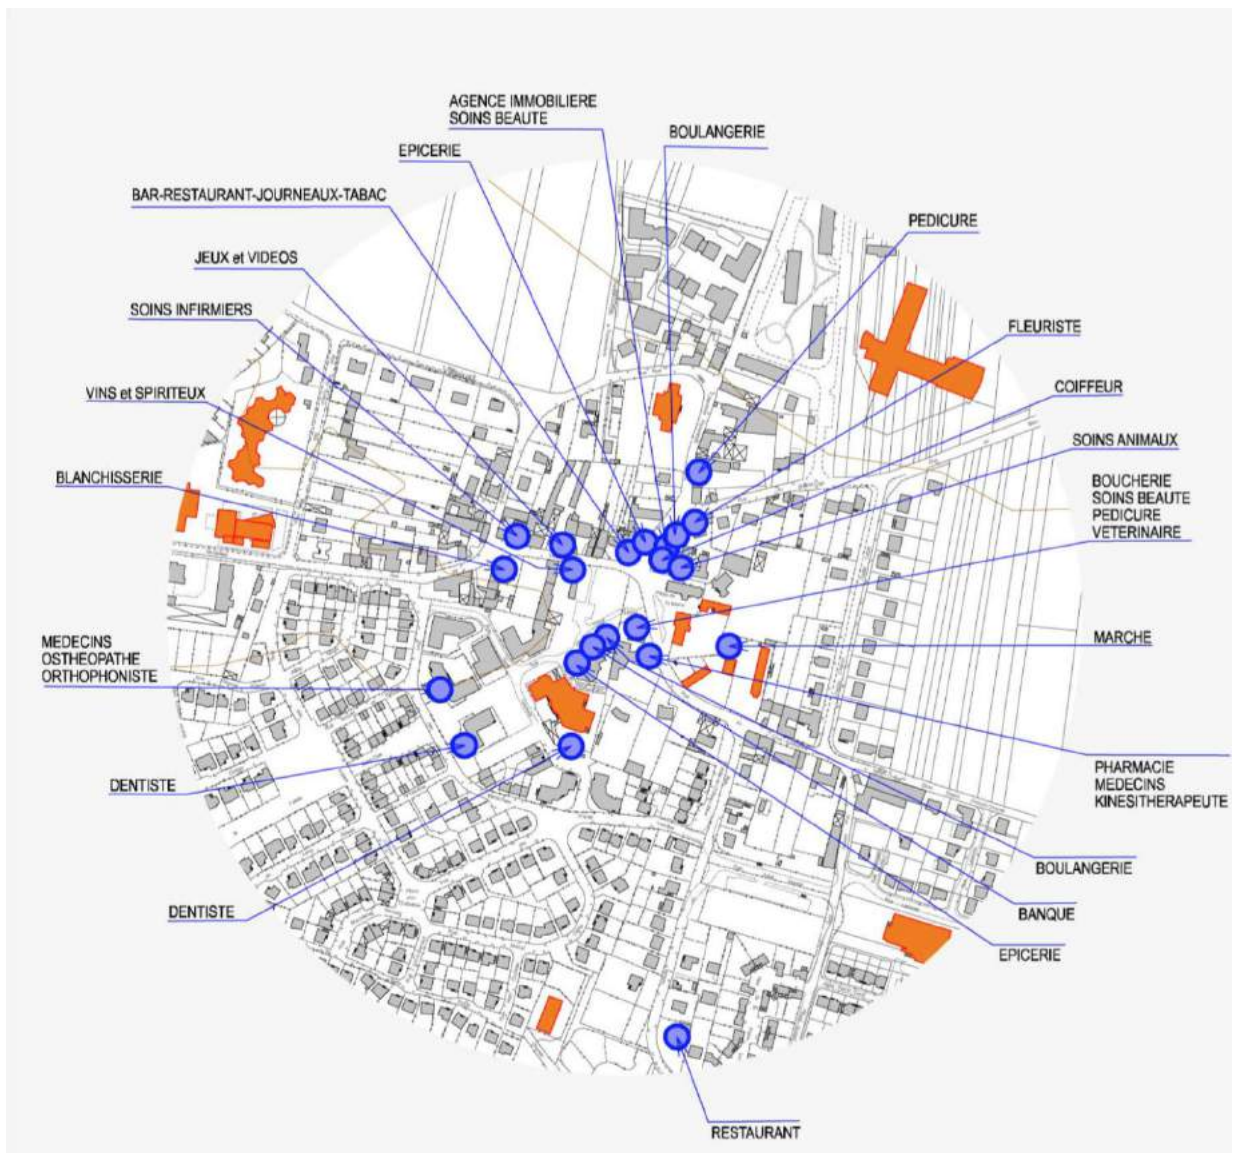 AGENCE IMMOBILIERE
SOINS BEAUTE
BOULANGERIE
EPICERIE
BAR-RESTAURANT-JOURNEAUX-TABAC
PEDICURE
JEUX et VIDEOS
SOINS INFIRMIERS
FLEURISTE
VINS et SPIRITEUX
COIFFEUR
SOINS ANIMAUX
BLANCHISSERIE
BOUCHERIE
SOINS BEAUTE
PEDICURE
VETERINAIRE
MEDECINS
OSTHEOPATHE
ORTHOPHONISTE
MARCHE
DENTISTE
PHARMACIE
MEDECINS
KINESITHERAPEUTE
BOULANGERIE
DENTISTE
BANQUE
EPICERIE
RESTAURANT